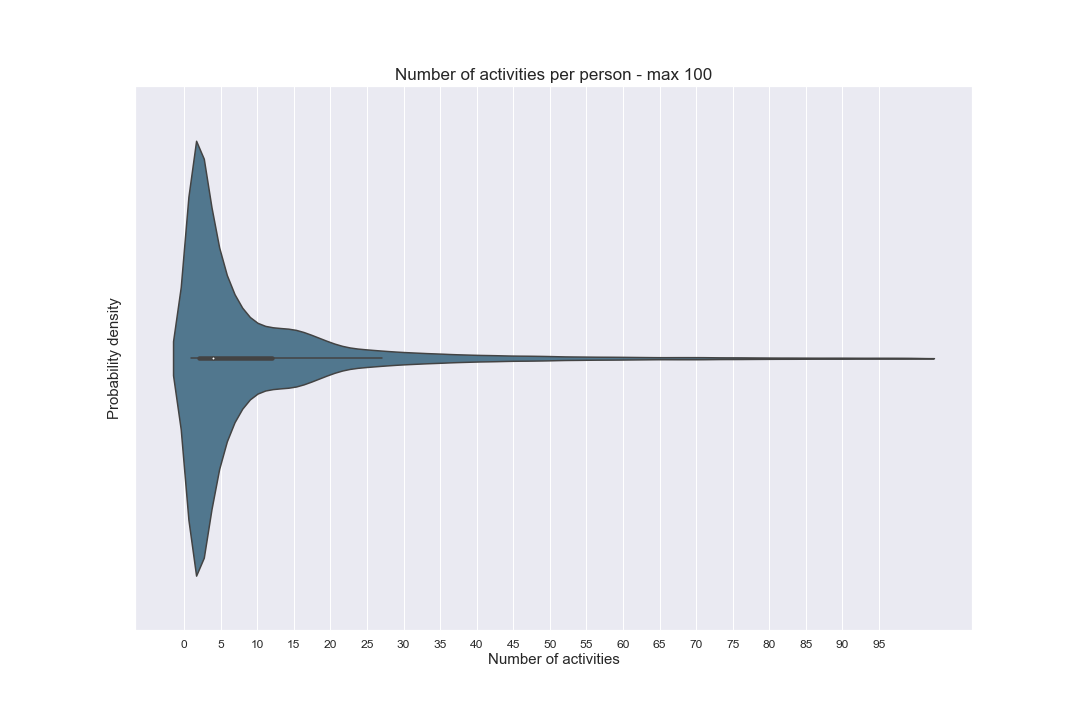 Number of activities per person - max 100
Probability density
0 5 10 15 20 25 30 35 40 45 50 55 60 65 70 75 80 85 90 95
Number of activities